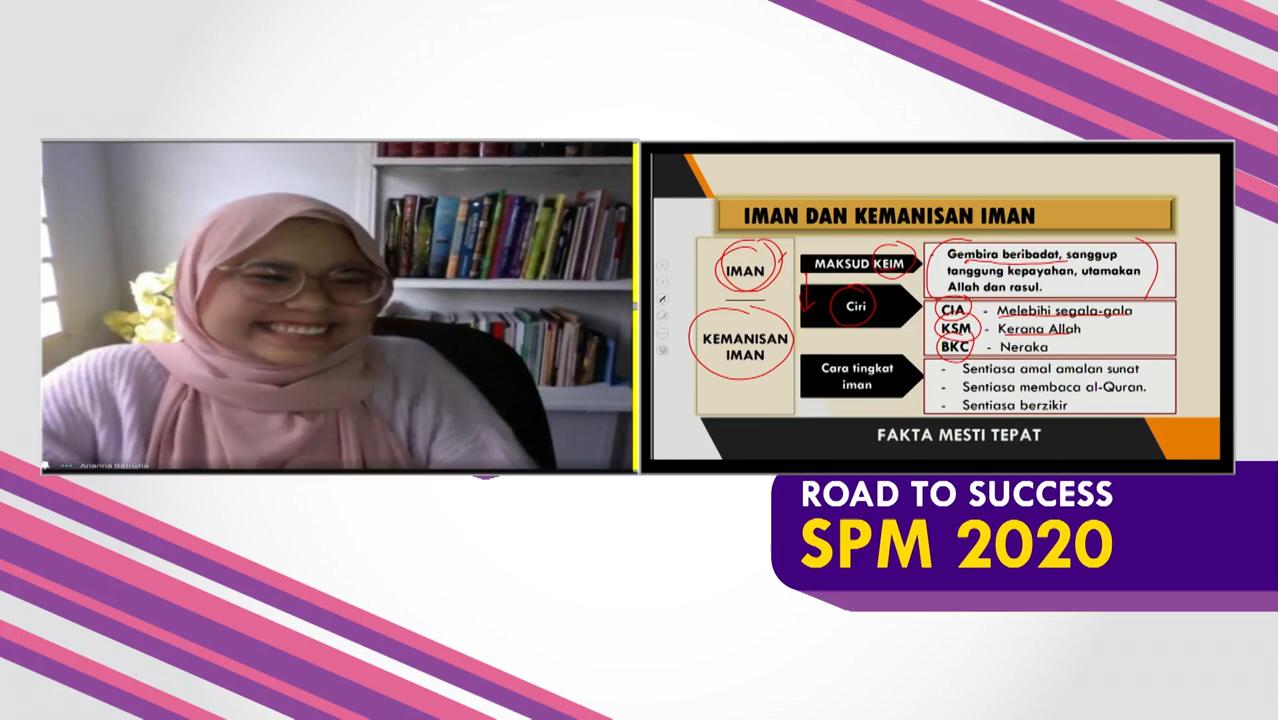 Arianna Batrisha
IMAN DAN KEMANISAN IMAN
IMAN
KEMANISAN
IMAN
MAKSUD KEIM
Gembira beribadat, sanggup
tanggung kepayahan, utamakan
Allah dan rasul.
Ciri
CIA - Melebihi segala-gala
KSM - Kerana Allah
BKC - Neraka
Cara tingkat
iman
- Sentiasa amal amalan sunat
- Sentiasa membaca al-Quran.
- Sentiasa berzikir
FAKTA MESTI TEPAT
ROAD TO SUCCESS
SPM 2020